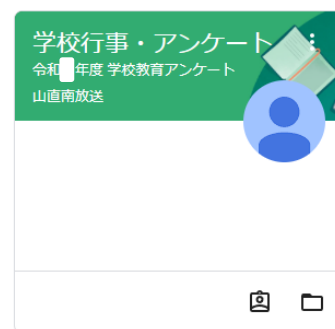 学校行事・アンケート
令和 年度 学校教育アンケート
山直南放送